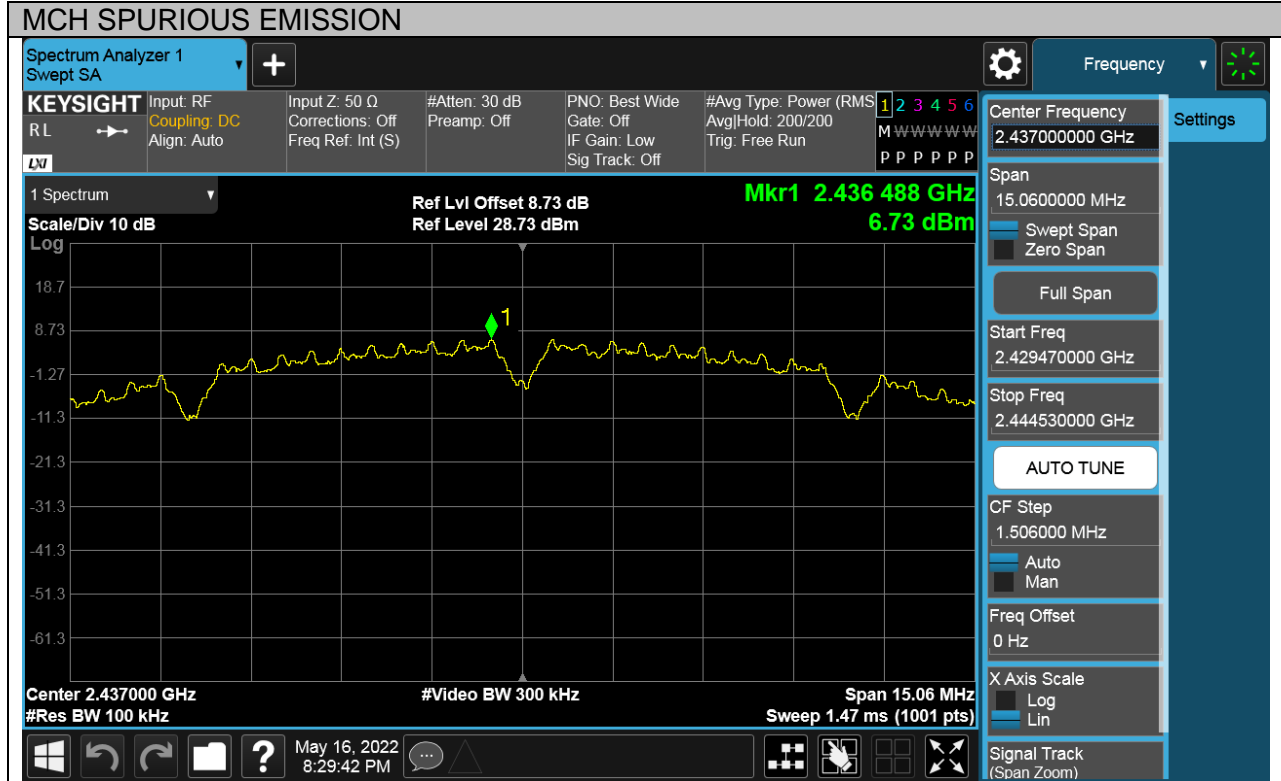 MCH SPURIOUS EMISSION
Spectrum Analyzer 1
Swept SA
+
Frequency
KEYSIGHT
RL
LXI
Input: RF
Coupling: DC
Align: Auto
Input Z: 50 Ω
Corrections: Off
Freq Ref: Int (S)
#Atten: 30 dB
Preamp: Off
PNO: Best Wide
Gate: Off
IF Gain: Low
Sig Track: Off
#Avg Type: Power (RMS
Avg|Hold: 200/200
Trig: Free Run
1 2 3 4 5 6
M W W W W W
P P P P P P
1 Spectrum
Scale/Div 10 dB
Ref Lvl Offset 8.73 dB
Ref Level 28.73 dBm
Mkr1 2.436 488 GHz
6.73 dBm
Log
18.7
8.73
-1.27
-11.3
-21.3
-31.3
-41.3
-51.3
-61.3
1
Center 2.437000 GHz
#Res BW 100 kHz
#Video BW 300 kHz
Span 15.06 MHz
Sweep 1.47 ms (1001 pts)
Center Frequency
2.437000000 GHz
Settings
Span
15.0600000 MHz
Swept Span
Zero Span
Full Span
Start Freq
2.429470000 GHz
Stop Freq
2.444530000 GHz
AUTO TUNE
CF Step
1.506000 MHz
Auto
Man
Freq Offset
0 Hz
X Axis Scale
Log
Lin
Signal Track
(Span Zoom)
?
May 16, 2022
8:29:42 PM